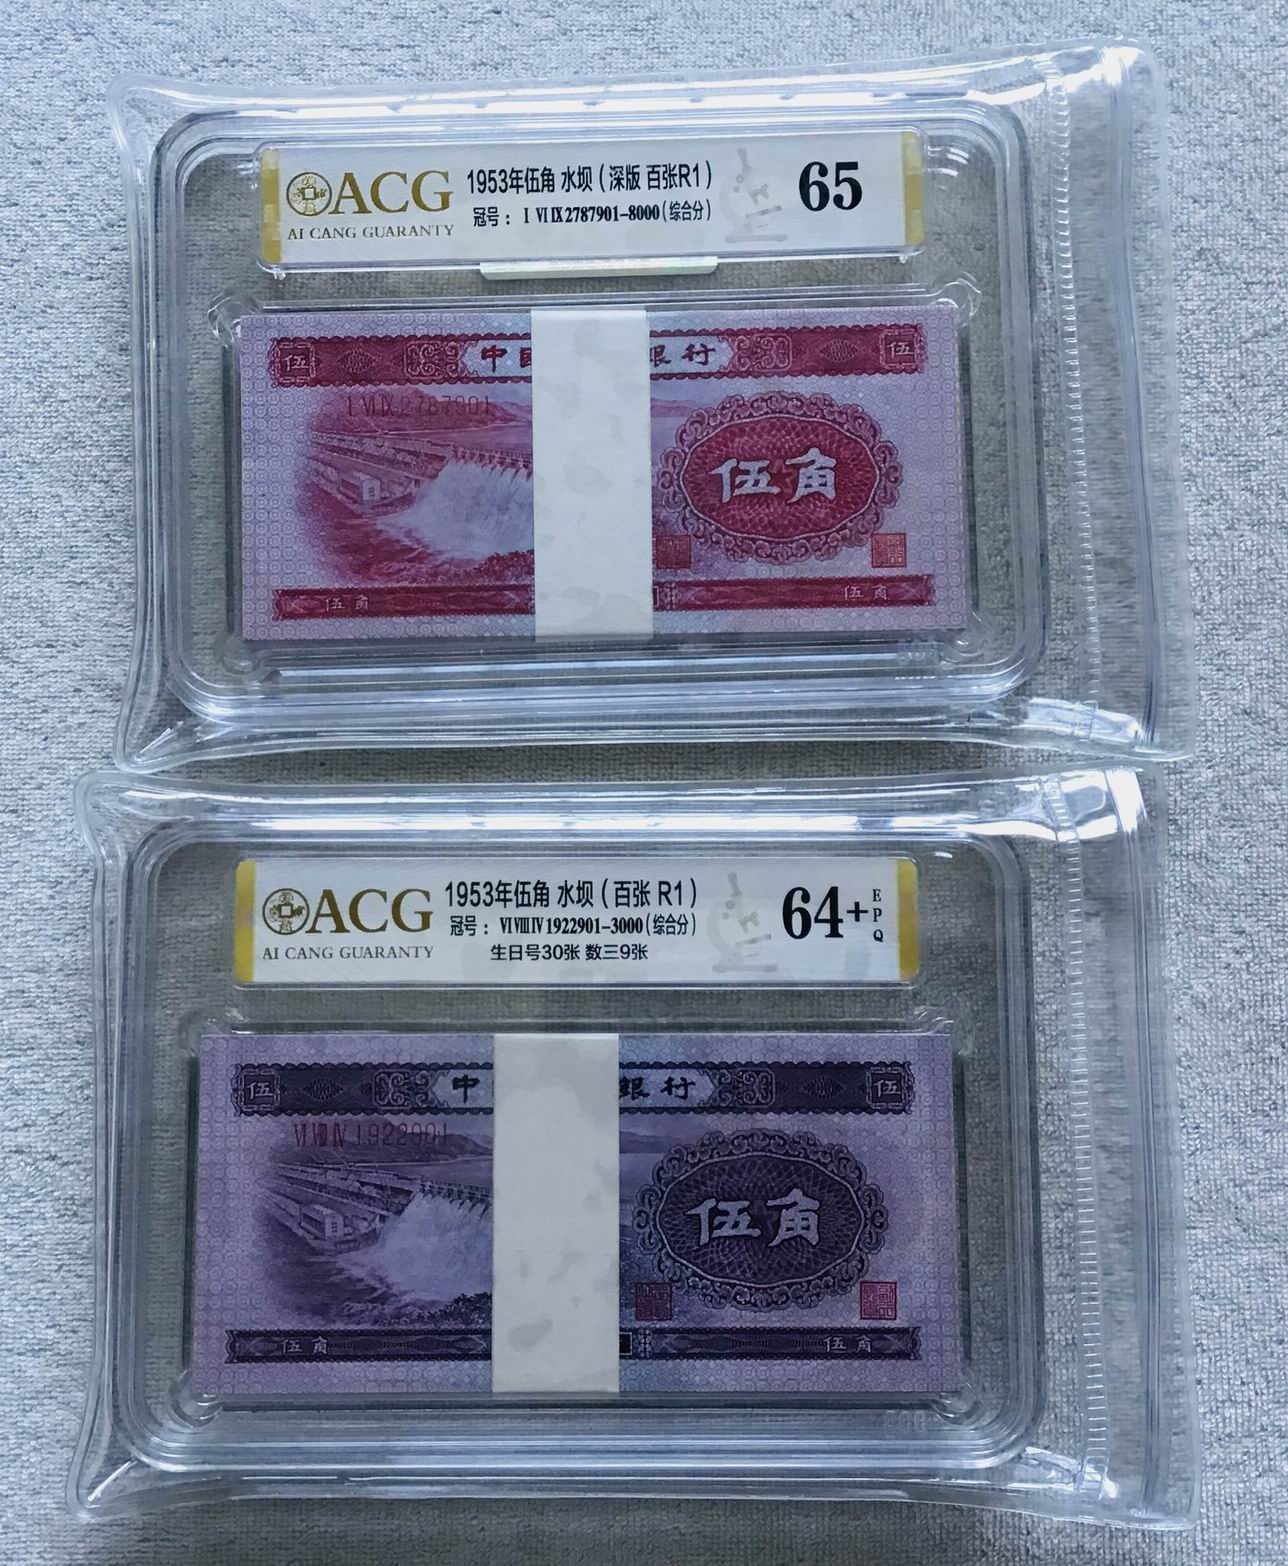 ACG
AI CANG GUARANTY
1953年伍角 水坝（深版 百张R1）
冠号： I VI IX 2787901-8000(综合分)
65
伍
中国
银行
伍
I VI IX 2787901
伍角
伍角
伍角
ACG
AI CANG GUARANTY
1953年伍角 水坝（百张 R1）
冠号： VI VIII IV 1922901-3000(综合分)
生日号30张 数三9张
64+
EPQ
伍
中
銀行
伍
VI VIII IV 1922901
伍角
伍角
伍角